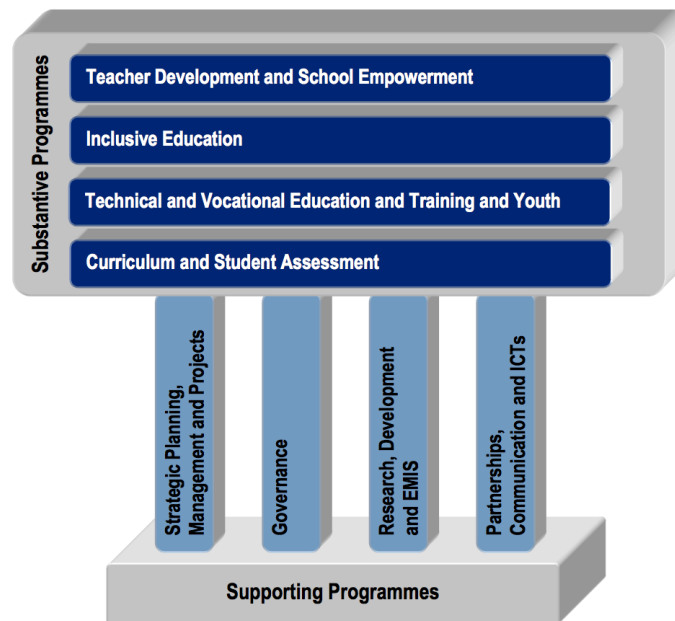 Substantive Programmes
Teacher Development and School Empowerment
Inclusive Education
Technical and Vocational Education and Training and Youth
Curriculum and Student Assessment
Strategic Planning,
Management and Projects
Governance
Research, Development
and EMIS
Partnerships,
Communication and ICTs
Supporting Programmes